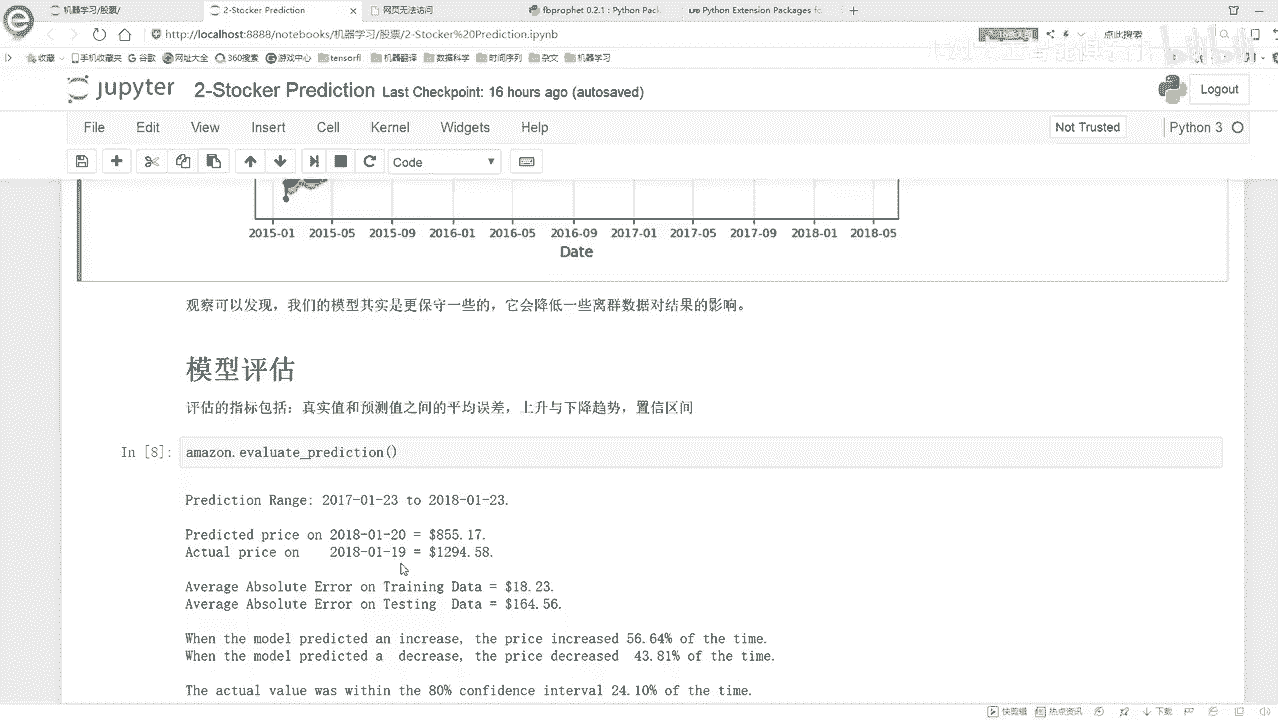 机器学习/股票/
2-Stocker Prediction
网页无法访问
fbprophet 0.2.1 : Python Pack
Python Extension Packages fo
http://localhost:8888/notebooks/机器学习/股票/2-Stocker%20Prediction.ipynb
点此搜索
收藏
手机收藏夹
谷歌
网址大全
360搜索
游戏中心
tensorfl
机器翻译
数据科学
时间序列
杂文
机器学习
jupyter
2-Stocker Prediction Last Checkpoint: 16 hours ago (autosaved)
Logout
File Edit View Insert Cell Kernel Widgets Help
Not Trusted
Python 3
Code
2015-01 2015-05 2015-09 2016-01 2016-05 2016-09 2017-01 2017-05 2017-09 2018-01 2018-05
Date
观察可以发现，我们的模型其实是更保守一些的，它会降低一些离群数据对结果的影响。
模型评估
评估的指标包括：真实值和预测值之间的平均误差，上升与下降趋势，置信区间
In [8]: amazon.evaluate_prediction()
Prediction Range: 2017-01-23 to 2018-01-23.
Predicted price on 2018-01-20 = $855.17.
Actual price on 2018-01-19 = $1294.58.
Average Absolute Error on Training Data = $18.23.
Average Absolute Error on Testing Data = $164.56.
When the model predicted an increase, the price increased 56.64% of the time.
When the model predicted a decrease, the price decreased 43.81% of the time.
The actual value was within the 80% confidence interval 24.10% of the time.
快剪辑
热点资讯
下载